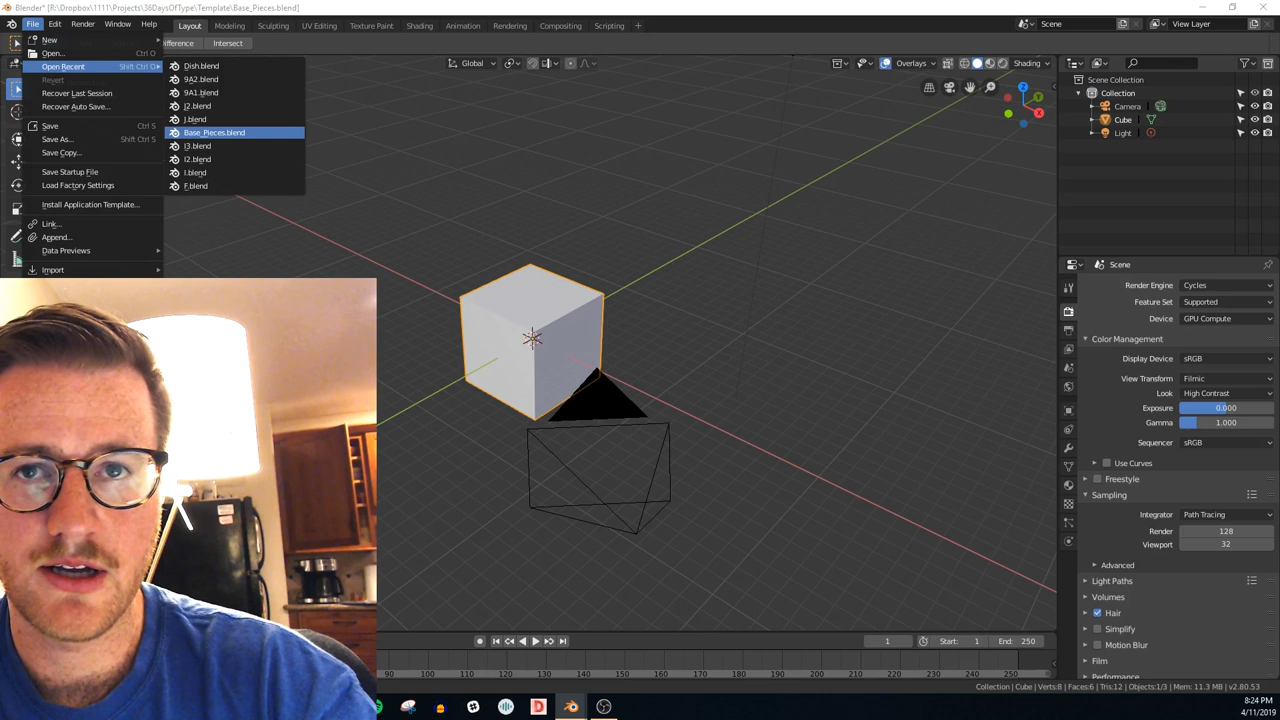 Blender* [R:\Dropbox\1111\Projects\36DaysOfType\Template\Base_Pieces.blend]
File Edit Render Window Help Layout Modeling Sculpting UV Editing Texture Paint Shading Animation Rendering Compositing Scripting Scene View Layer
ifference Intersect
New
Open... Ctrl O
Open Recent Shift Ctrl O
Revert
Recover Last Session
Recover Auto Save...
Save Ctrl S
Save As... Shift Ctrl S
Save Copy...
Save Startup File
Load Factory Settings
Install Application Template...
Link...
Append...
Data Previews
Import
Dish.blend
9A2.blend
9A1.blend
J2.blend
J.blend
Base_Pieces.blend
I3.blend
I2.blend
I.blend
F.blend
Global Overlays Shading
Z
Y
X
Scene Collection
Collection
Camera
Cube
Light
Scene
Render Engine Cycles
Feature Set Supported
Device GPU Compute
Color Management
Display Device sRGB
View Transform Filmic
Look High Contrast
Exposure 0.000
Gamma 1.000
Sequencer sRGB
Use Curves
Freestyle
Sampling
Integrator Path Tracing
Render 128
Viewport 32
Advanced
Light Paths
Volumes
Hair
Simplify
Motion Blur
Film
Performance
1 Start: 1 End: 250
90 100 110 120 130 140 150 160 170 180 190 200 210 220 230 240 250
Collection | Cube | Verts:8 | Faces:6 | Tris:12 | Objects:1/3 | Mem: 11.3 MB | v2.80.53
D
8:24 PM
4/11/2019